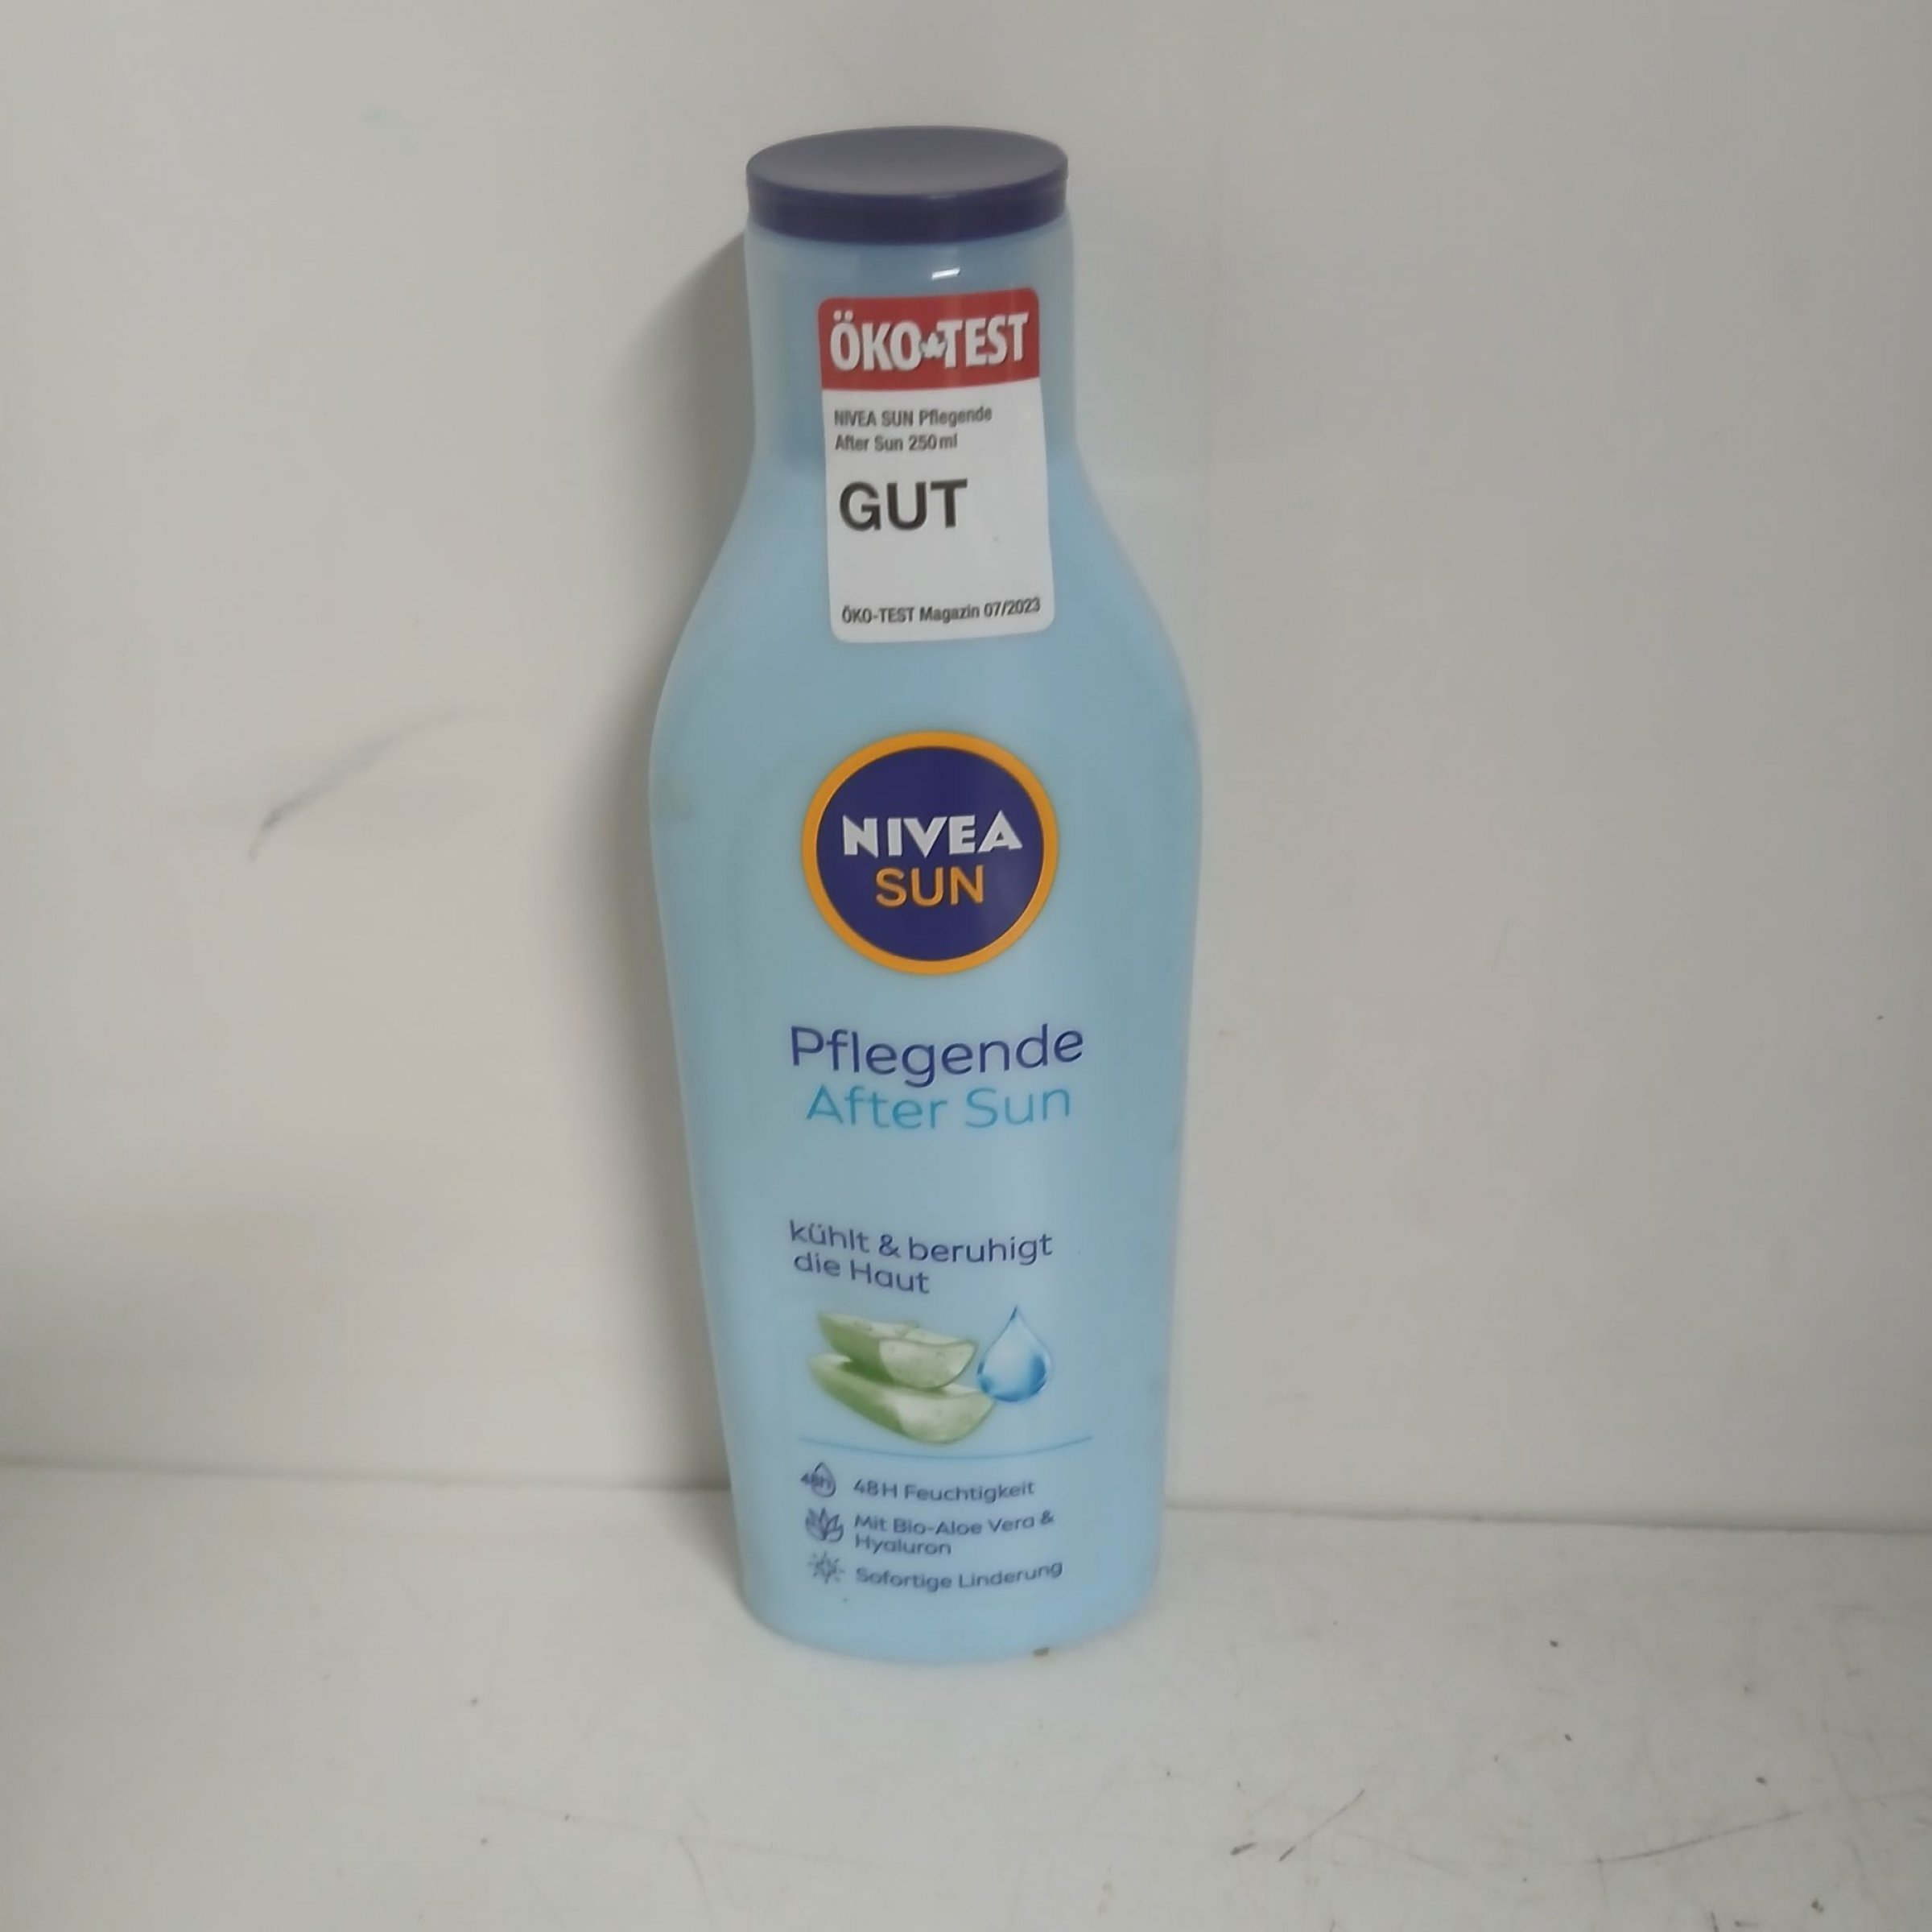 ÖKO TEST
NIVEA SUN Pflegende
After Sun 250 ml
GUT
ÖKO-TEST Magazin 07/2023
NIVEA
SUN
Pflegende
After Sun
kühlt & beruhigt
die Haut
48h
48H Feuchtigkeit
Mit Bio-Aloe Vera &
Hyaluron
Sofortige Linderung